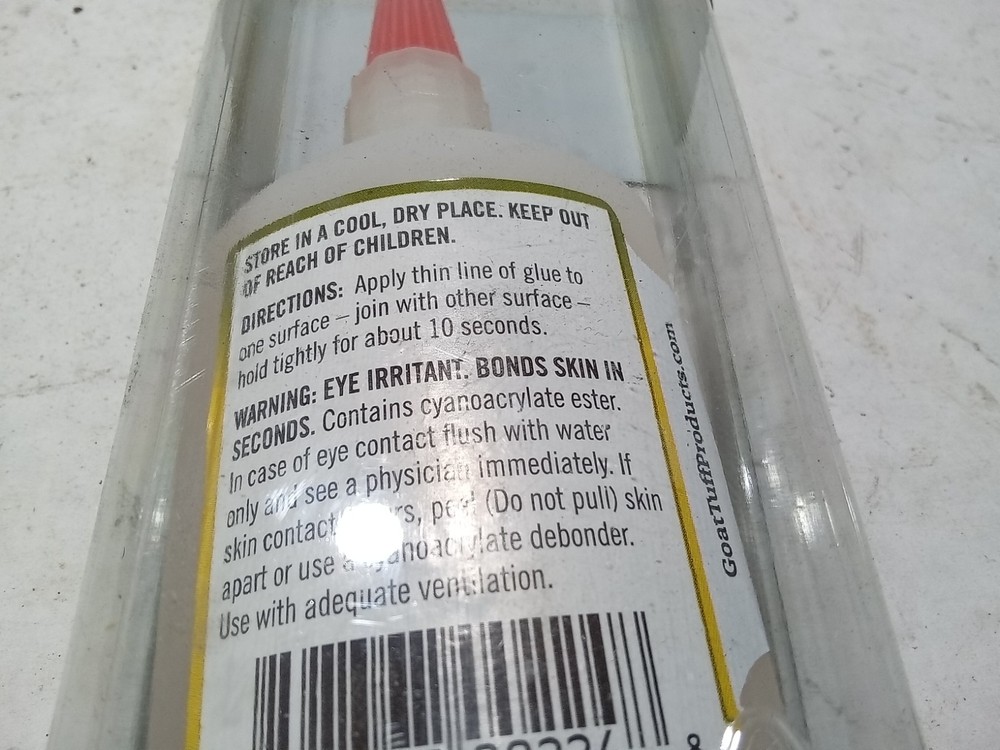 STORE IN A COOL, DRY PLACE. KEEP OUT
OF REACH OF CHILDREN.
DIRECTIONS: Apply thin line of glue to
one surface – join with other surface –
hold tightly for about 10 seconds.
WARNING: EYE IRRITANT. BONDS SKIN IN
SECONDS. Contains cyanoacrylate ester.
In case of eye contact flush with water
only and see a physician immediately. If
skin contact peel (Do not pull) skin
apart or use a cyanoacrylate debonder.
Use with adequate ventilation.
GoatTuffProducts.com
8